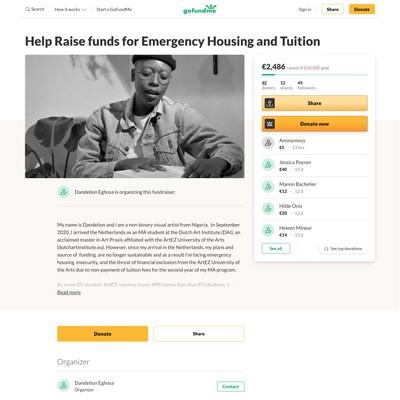 Search
How it works
Start a GoFundMe
gofundme
Sign in
Share
Donate
Help Raise funds for Emergency Housing and Tuition
€2,486 raised of €20,000 goal
82 12 45
donors shares followers
Share
Donate now
Anonymous
€5 · 13 hrs
Jessica Poyner
€40 · 11 d
Manon Bachelier
€12 · 12 d
Hilde Onis
€20 · 12 d
Heleen Mineur
€14 · 12 d
See all
See top donations
Dandelion Eghosa is organizing this fundraiser.
My name is Dandelion and i am a non-binary visual artist from Nigeria. In September
2020, I arrived the Netherlands as an MA student at the Dutch Art Institute (DAI), an
acclaimed master in Art Praxis affiliated with the ArtEZ University of the Arts
(dutchartinstitute.eu). However, since my arrival in the Netherlands, my plans and
source of funding are no longer sustainable and as a result I'm facing emergency
housing insecurity, and the threat of financial exclusion from the ArtEZ University of
the Arts due to non-payment of tuition fees for the second year of my MA program.
Read more
Donate
Share
Organizer
Dandelion Eghosa
Organizer
Contact